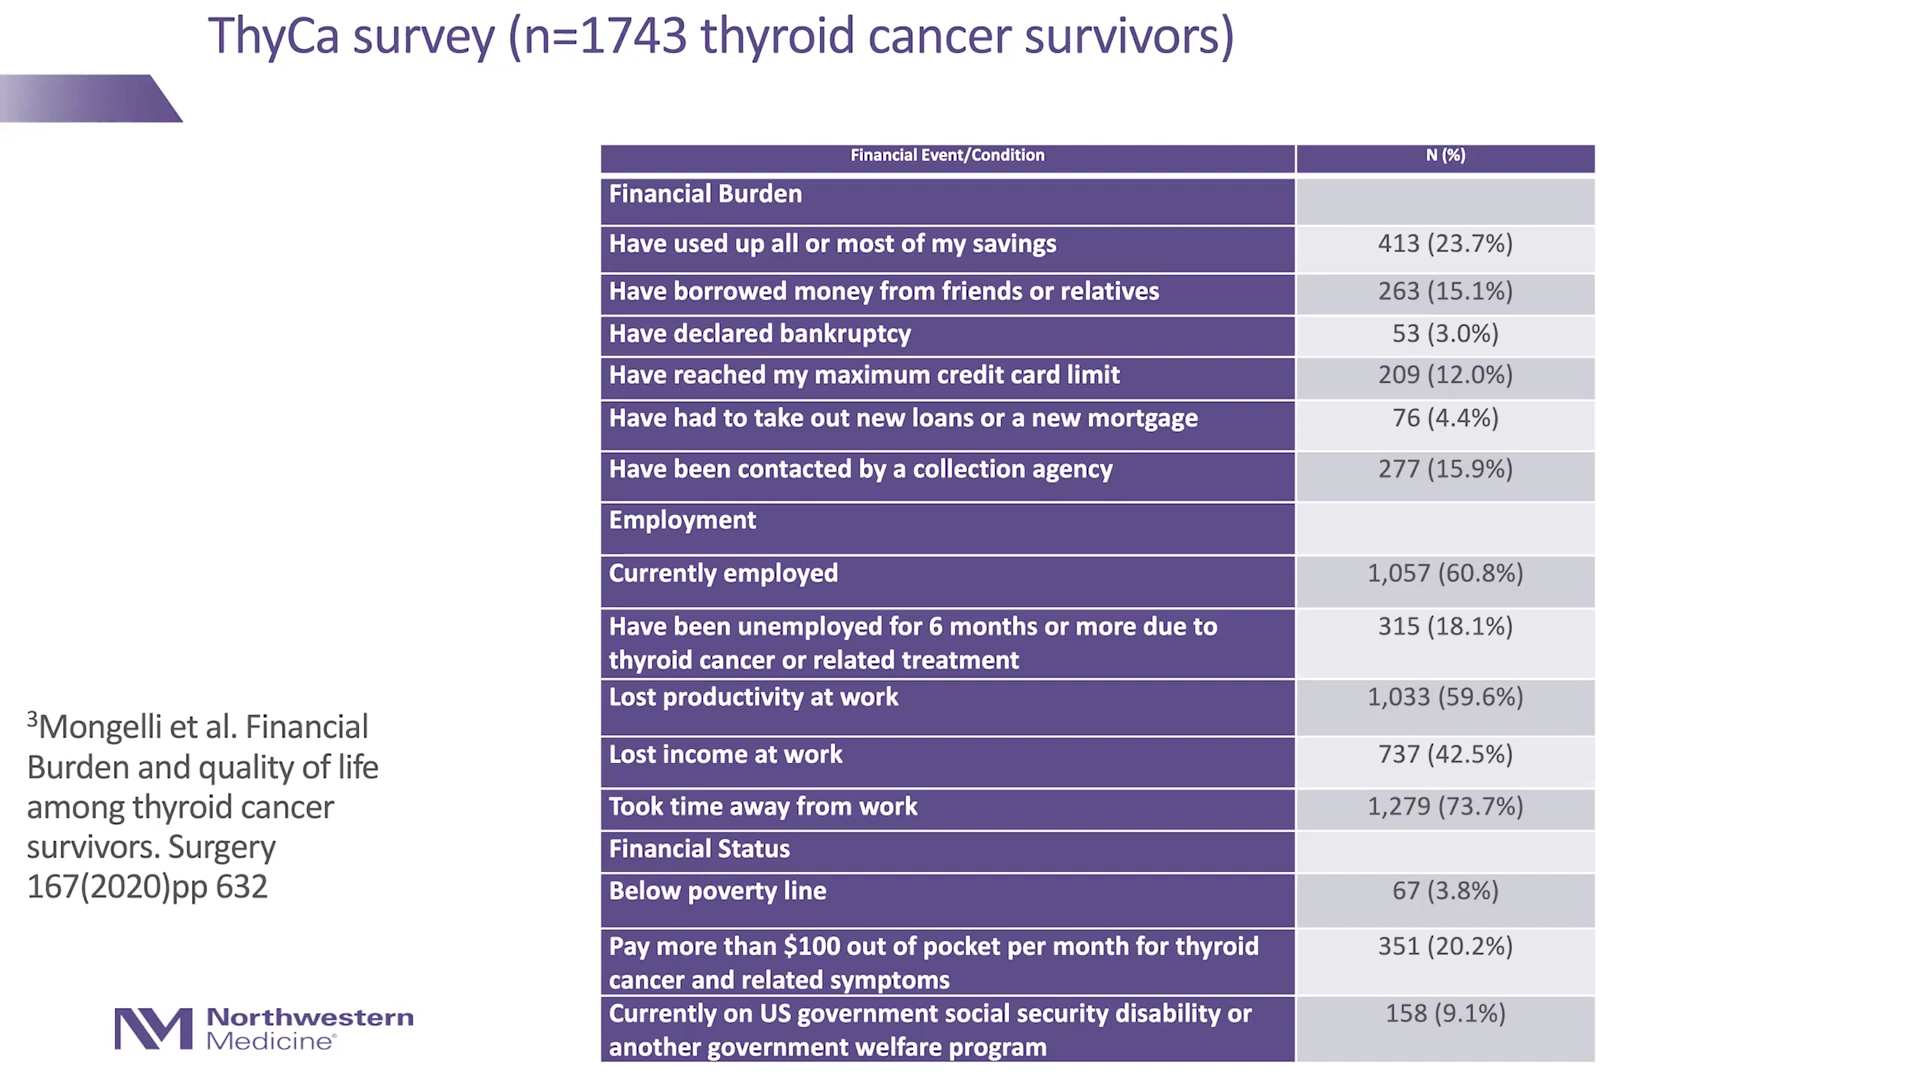 ThyCa survey (n=1743 thyroid cancer survivors)
Financial Event/Condition N (%)
Financial Burden
Have used up all or most of my savings 413 (23.7%)
Have borrowed money from friends or relatives 263 (15.1%)
Have declared bankruptcy 53 (3.0%)
Have reached my maximum credit card limit 209 (12.0%)
Have had to take out new loans or a new mortgage 76 (4.4%)
Have been contacted by a collection agency 277 (15.9%)
Employment
Currently employed 1,057 (60.8%)
Have been unemployed for 6 months or more due to 315 (18.1%)
thyroid cancer or related treatment
Lost productivity at work 1,033 (59.6%)
Lost income at work 737 (42.5%)
Took time away from work 1,279 (73.7%)
Financial Status
Below poverty line 67 (3.8%)
Pay more than $100 out of pocket per month for thyroid 351 (20.2%)
cancer and related symptoms
Currently on US government social security disability or 158 (9.1%)
another government welfare program
³Mongelli et al. Financial
Burden and quality of life
among thyroid cancer
survivors. Surgery
167(2020)pp 632
NM Northwestern
Medicine®